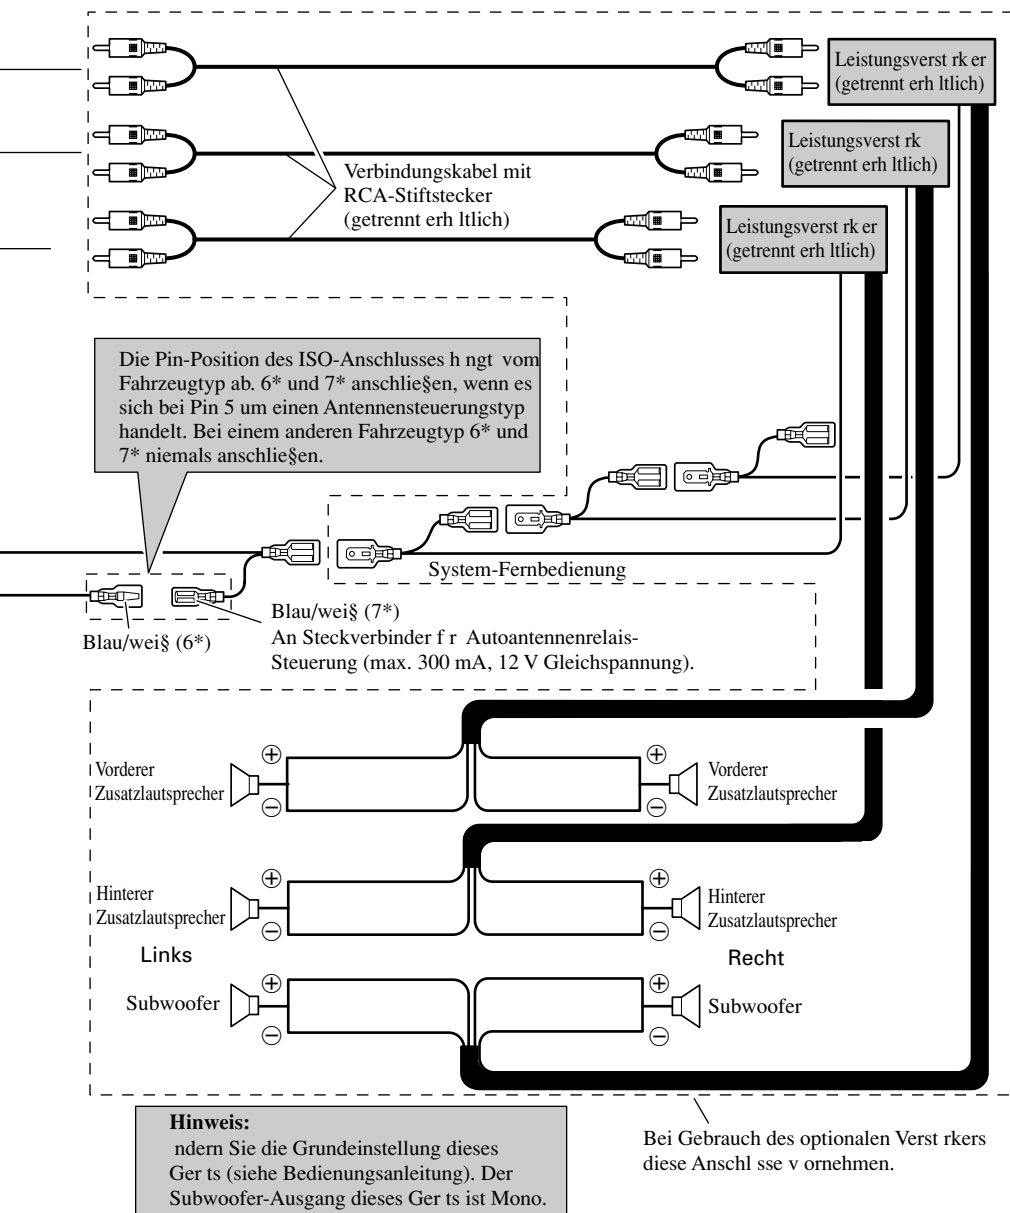 Leistungsverst rk er
(getrennt erh ltlich)
Leistungsverst rk
(getrennt erh ltlich)
Verbindungskabel mit
RCA-Stiftstecker
(getrennt erh ltlich)
Leistungsverst rk er
(getrennt erh ltlich)
Die Pin-Position des ISO-Anschlusses h ngt vom
Fahrzeugtyp ab. 6* und 7* anschlie§en, wenn es
sich bei Pin 5 um einen Antennensteuerungstyp
handelt. Bei einem anderen Fahrzeugtyp 6* und
7* niemals anschlie§en.
System-Fernbedienung
Blau/wei§ (6*)
Blau/wei§ (7*)
An Steckverbinder f r Autoantennenrelais-
Steuerung (max. 300 mA, 12 V Gleichspannung).
+
+
Vorderer
Zusatzlautsprecher
Vorderer
Zusatzlautsprecher
−
−
+
+
Hinterer
Zusatzlautsprecher
Hinterer
Zusatzlautsprecher
−
−
Links
Recht
+
+
Subwoofer
Subwoofer
−
−
Hinweis:
ndern Sie die Grundeinstellung dieses
Ger ts (siehe Bedienungsanleitung). Der
Subwoofer-Ausgang dieses Ger ts ist Mono.
Bei Gebrauch des optionalen Verst rkers
diese Anschl sse v ornehmen.